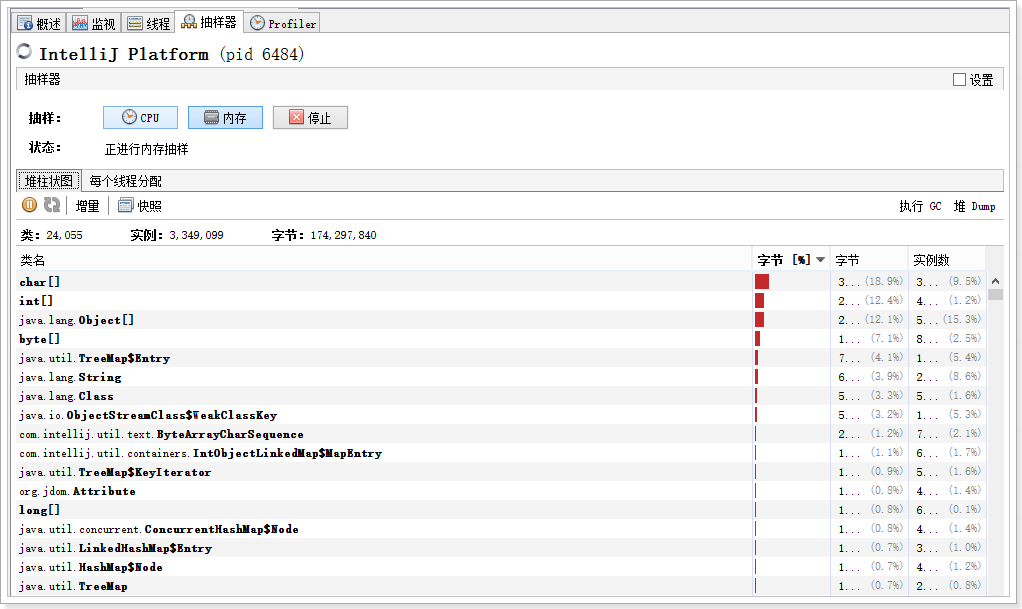 概述 监视 线程 抽样器 Profiler
IntelliJ Platform (pid 6484)
抽样器 设置
抽样： CPU 内存 停止
状态： 正进行内存抽样
堆柱状图 每个线程分配
增量 快照 执行 GC 堆 Dump
类： 24,055 实例： 3,349,099 字节： 174,297,840
类名 字节 [%] 字节 实例数
char[] 3... (18.9%) 3... (9.5%)
int[] 2... (12.4%) 4... (1.2%)
java.lang.Object[] 2... (12.1%) 5... (15.3%)
byte[] 1... (7.1%) 8... (2.5%)
java.util.TreeMap$Entry 7... (4.1%) 1... (5.4%)
java.lang.String 6... (3.9%) 2... (8.6%)
java.lang.Class 5... (3.3%) 5... (1.6%)
java.io.ObjectStreamClass$WeakClassKey 5... (3.2%) 1... (5.3%)
com.intellij.util.text.ByteArrayCharSequence 2... (1.2%) 7... (2.1%)
com.intellij.util.containers.IntObjectLinkedMap$MapEntry 1... (1.1%) 6... (1.7%)
java.util.TreeMap$KeyIterator 1... (0.9%) 5... (1.6%)
org.jdom.Attribute 1... (0.8%) 4... (1.4%)
long[] 1... (0.8%) 6... (0.1%)
java.util.concurrent.ConcurrentHashMap$Node 1... (0.8%) 4... (1.4%)
java.util.LinkedHashMap$Entry 1... (0.7%) 3... (1.0%)
java.util.HashMap$Node 1... (0.7%) 4... (1.2%)
java.util.TreeMap 1... (0.7%) 2... (0.8%)